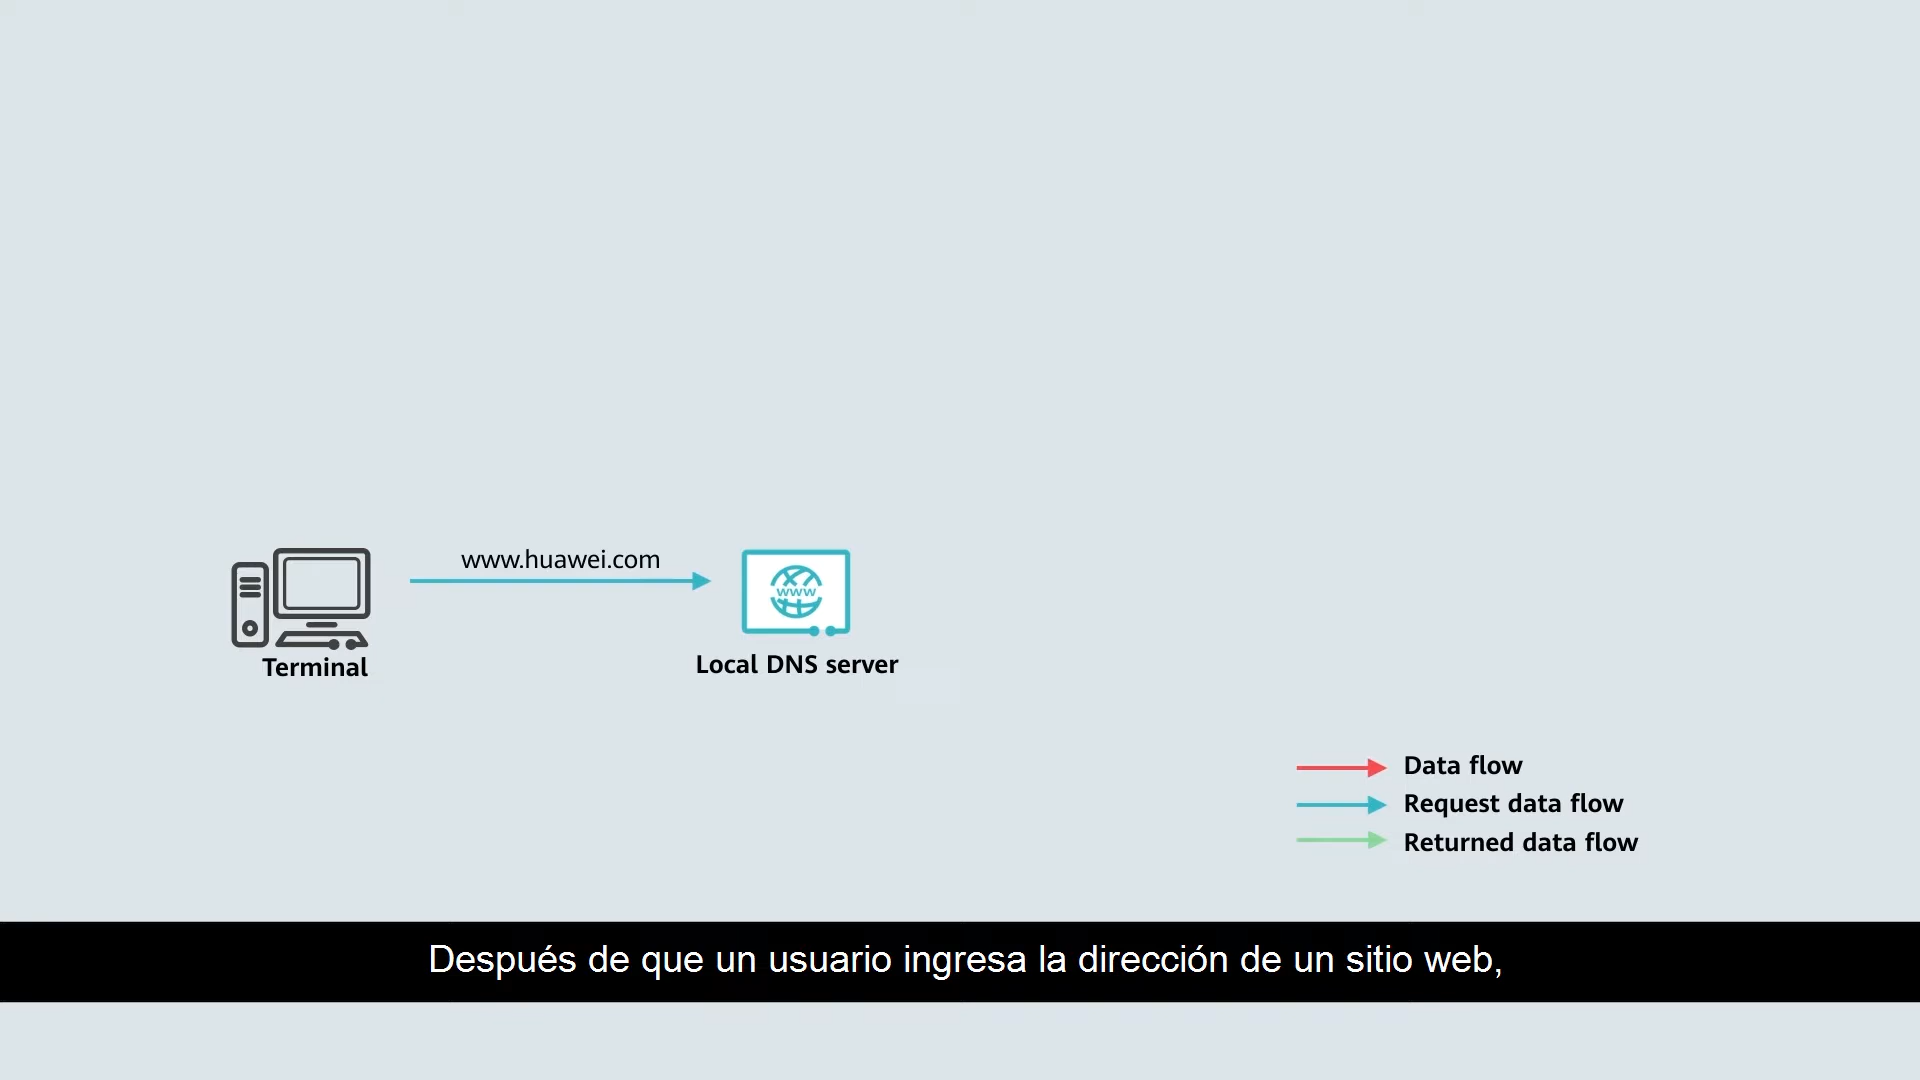 www.huawei.com
www
Terminal
Local DNS server
Data flow
Request data flow
Returned data flow
Después de que un usuario ingresa la dirección de un sitio web,